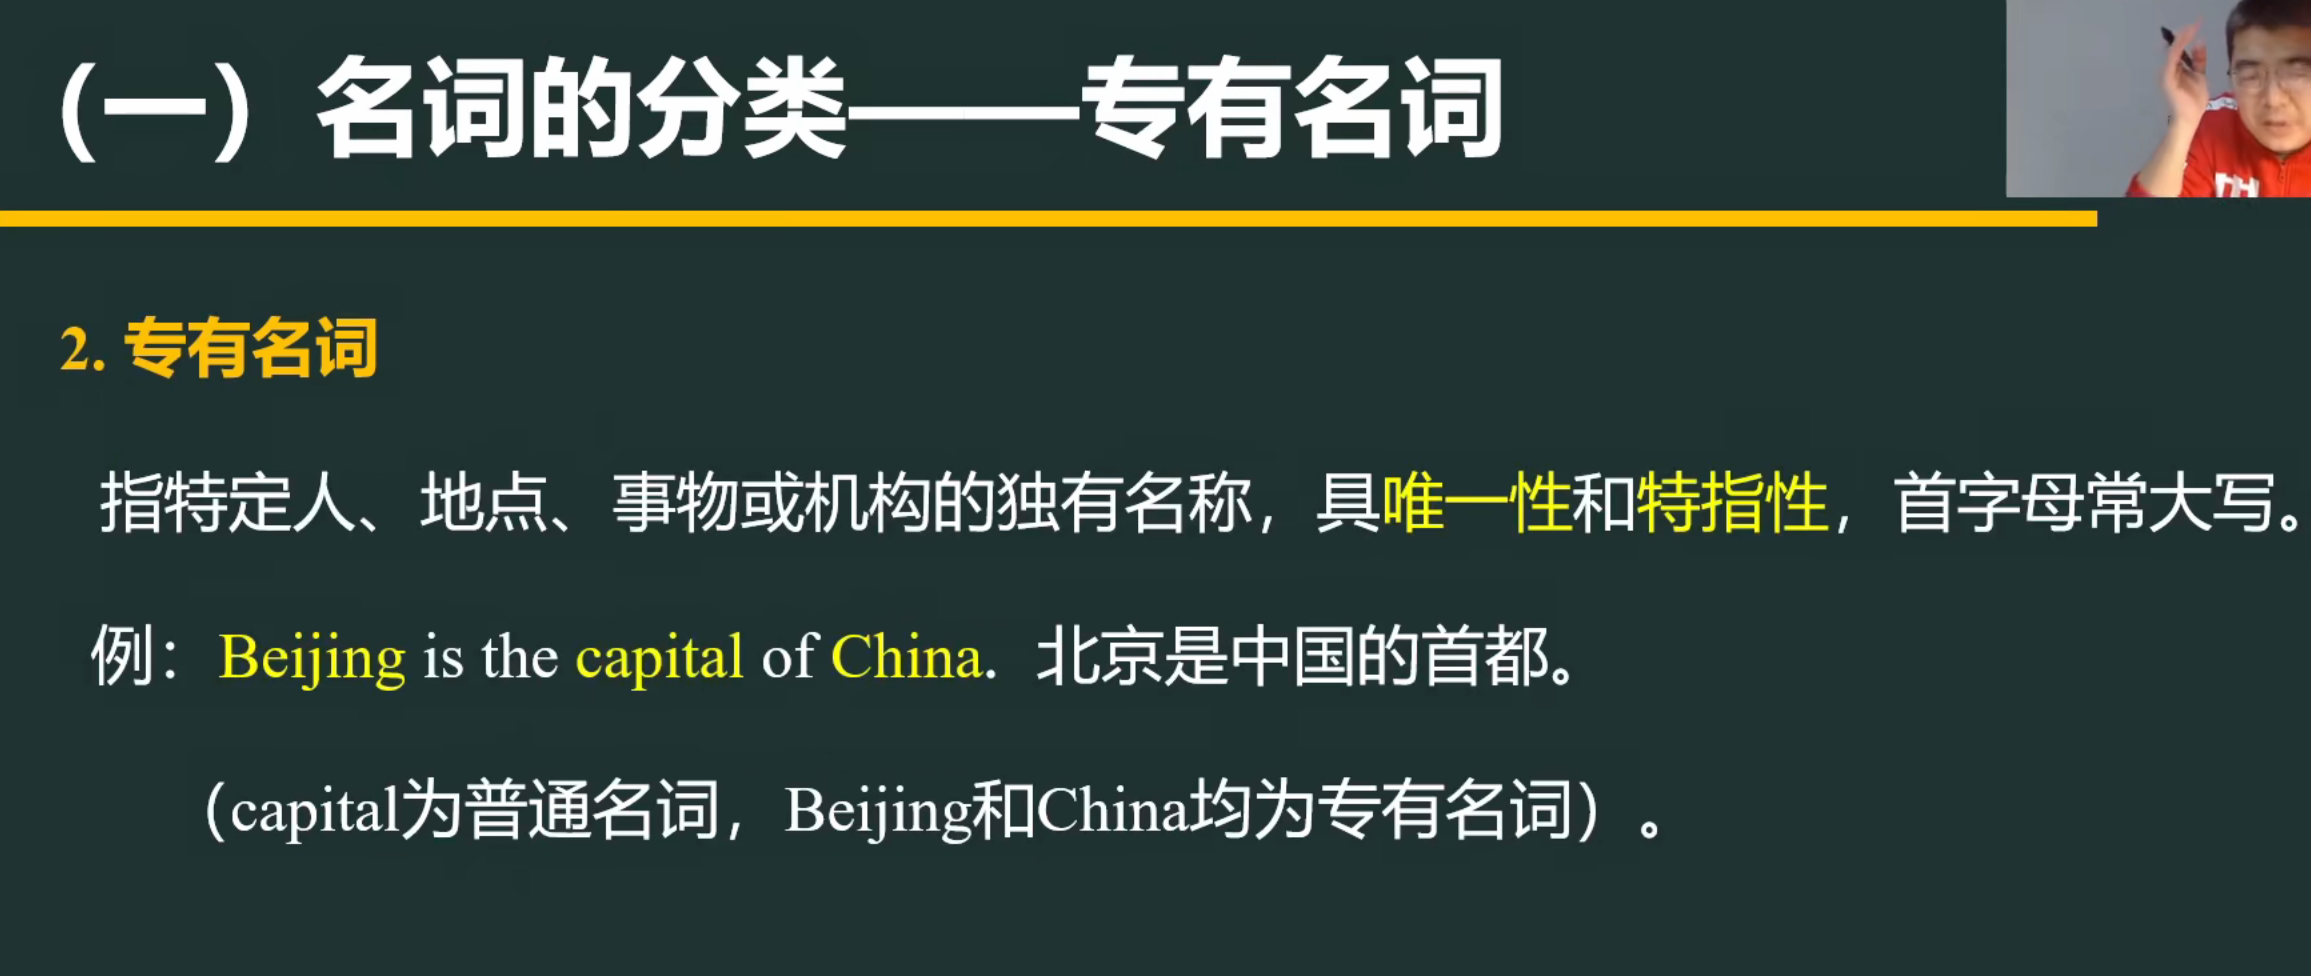 （一）名词的分类——专有名词
2. 专有名词
指特定人、地点、事物或机构的独有名称，具唯一性和特指性，首字母常大写。
例：Beijing is the capital of China. 北京是中国的首都。
（capital为普通名词，Beijing和China均为专有名词）。